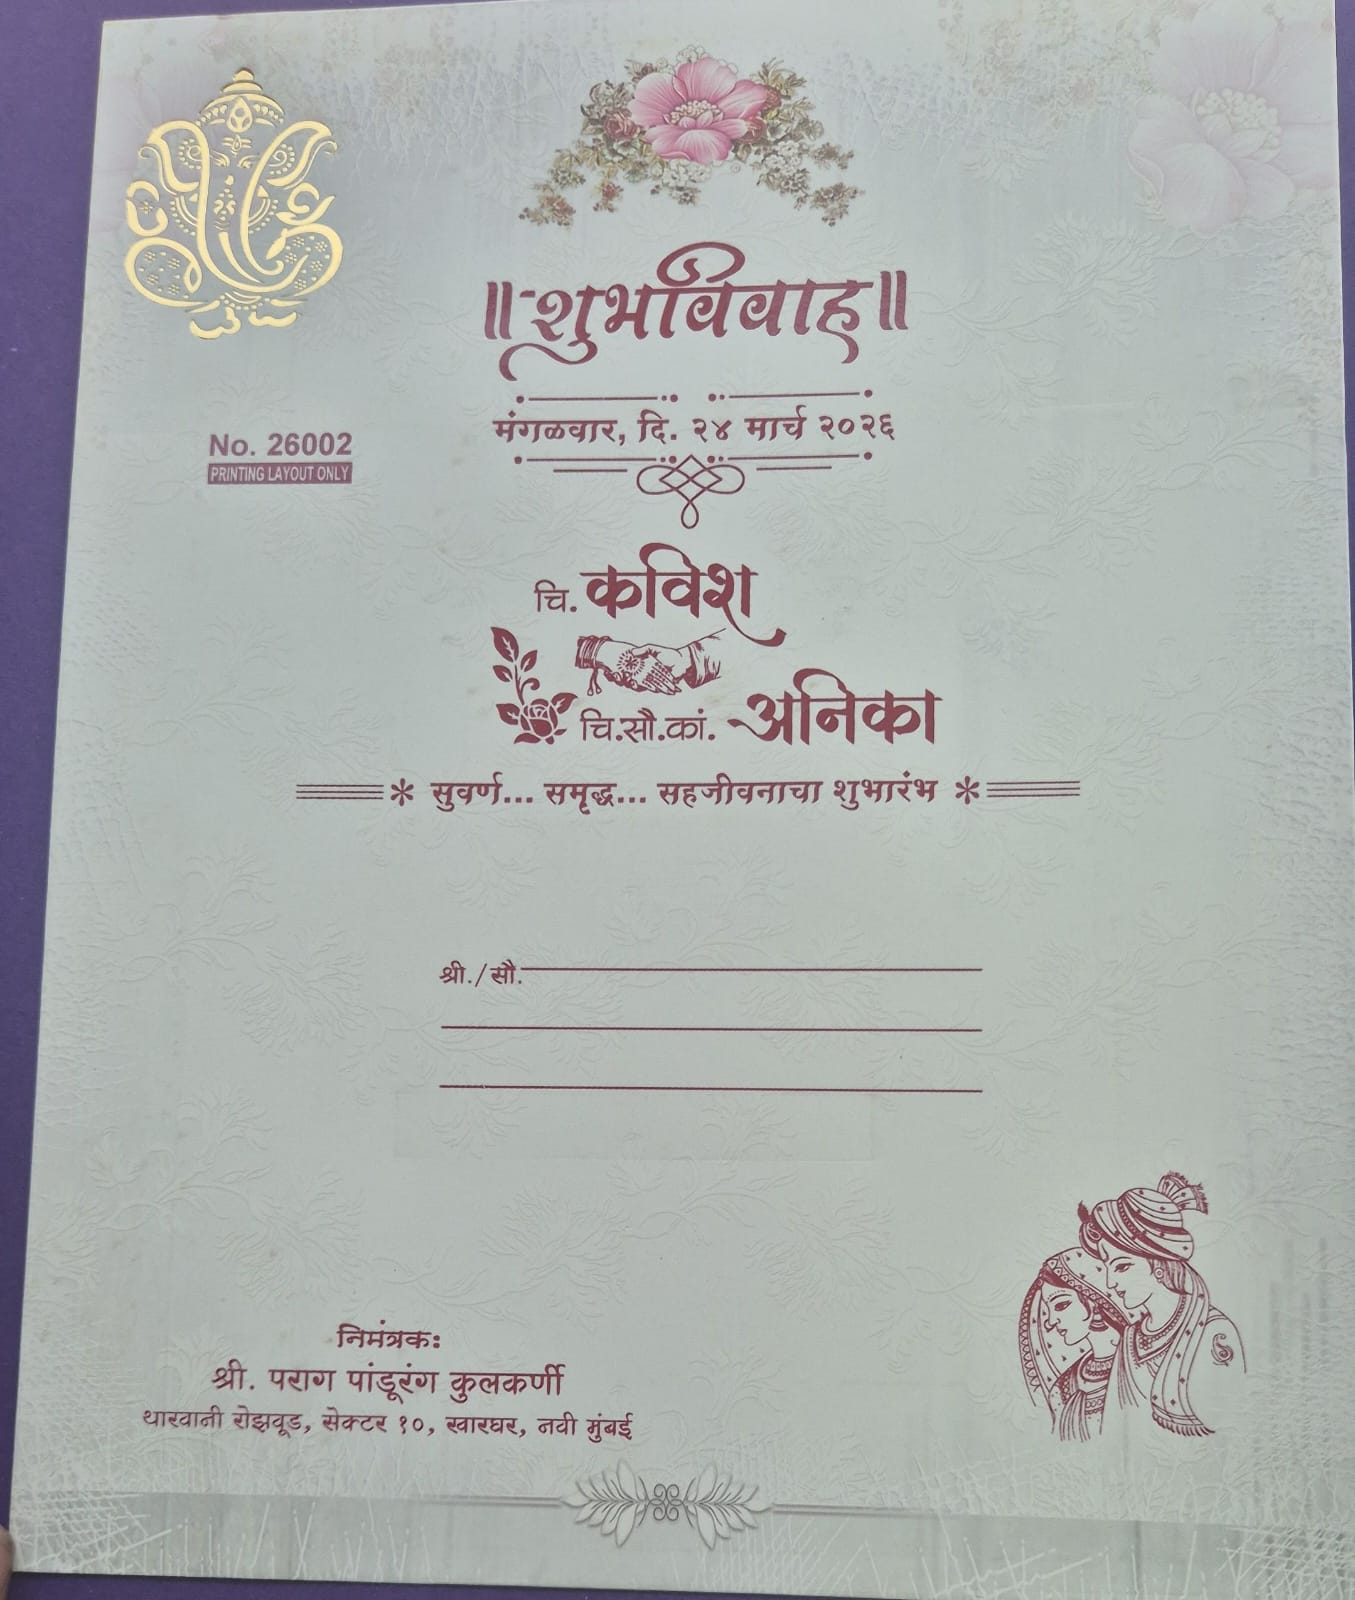 ॥ शुभविवाह ॥
मंगळवार, दि. २४ मार्च २०२६
No. 26002
PRINTING LAYOUT ONLY
चि. कविश
चि.सौ.कां. अनिका
* सुवर्ण... समृद्ध... सहजीवनाचा शुभारंभ *
श्री./सौ.
निमंत्रक:
श्री. पराग पांडूरंग कुलकर्णी
थारवानी रोझवूड, सेक्टर १०, खारघर, नवी मुंबई